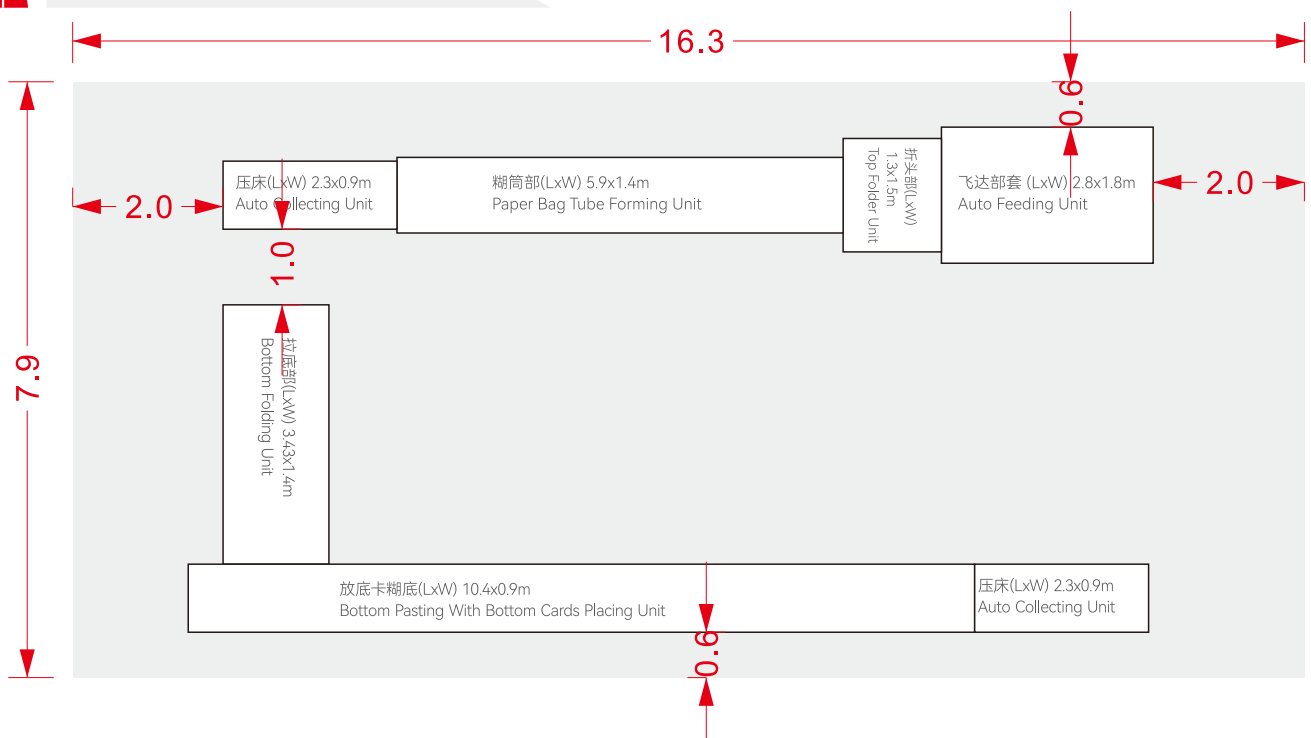 16.3
0.6
7.9
2.0
压床(LxW) 2.3x0.9m
Auto Collecting Unit
糊筒部(LxW) 5.9x1.4m
Paper Bag Tube Forming Unit
折头部(LxW)
1.3x1.5m
Top Folder Unit
飞达部套 (LxW) 2.8x1.8m
Auto Feeding Unit
2.0
1.0
拉底部(LxW) 3.43x1.4m
Bottom Folding Unit
放底卡糊底(LxW) 10.4x0.9m
Bottom Pasting With Bottom Cards Placing Unit
压床(LxW) 2.3x0.9m
Auto Collecting Unit
0.6